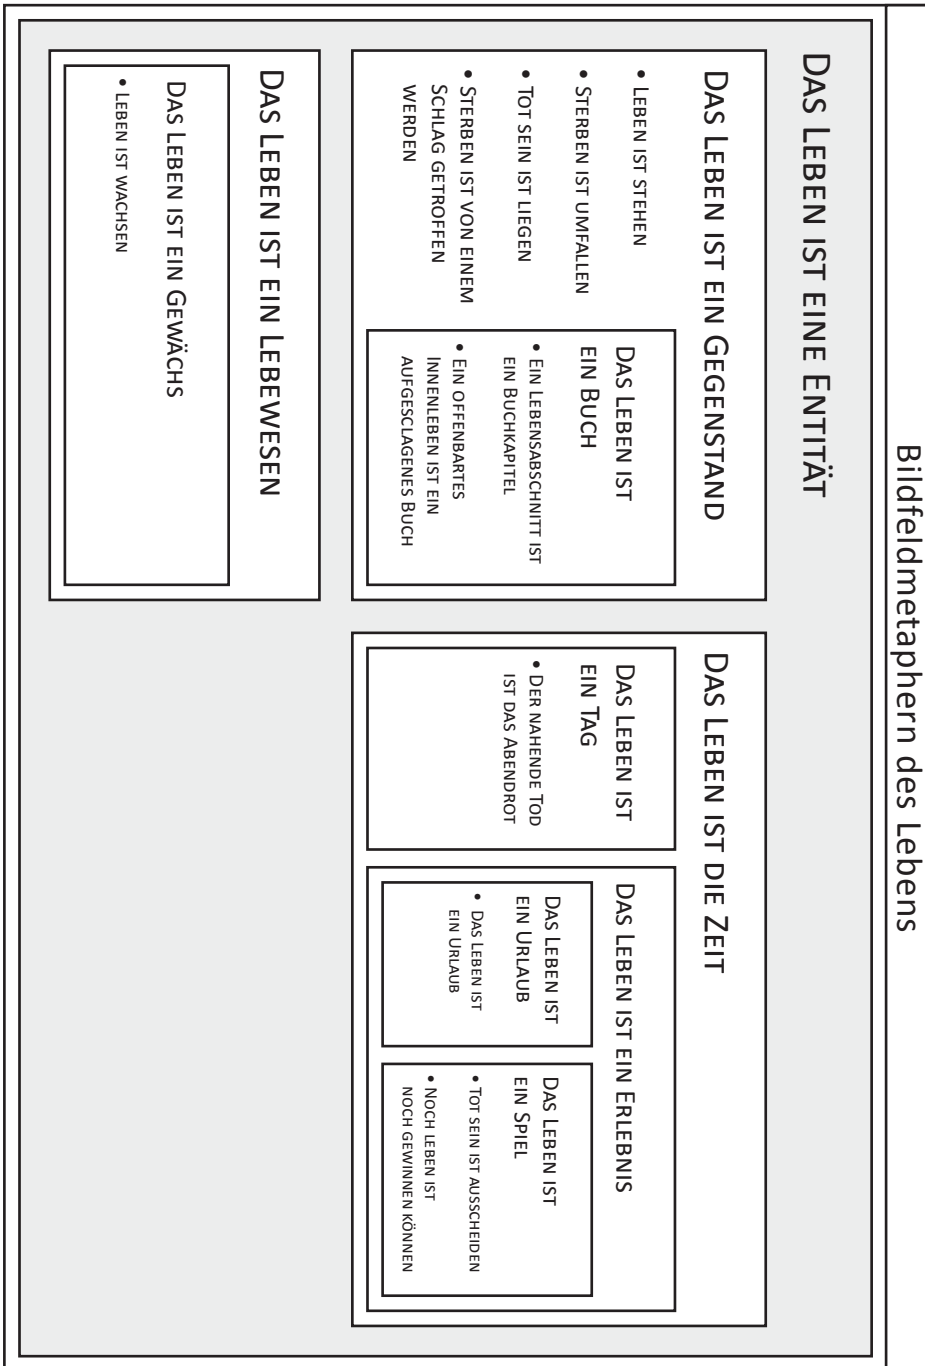 Bildfeldmetaphern des Lebens
Das Leben ist eine Entität
Das Leben ist ein Gegenstand
• Leben ist stehen
• Sterben ist umfallen
• Tot sein ist liegen
• Sterben ist von einem
Schlag getroffen
werden
Das Leben ist
ein Buch
• Ein Lebensabschnitt ist
ein Buchkapitel
• Ein offenbartes
Innenleben ist ein
aufgesclagenes Buch
Das Leben ist die Zeit
Das Leben ist
ein Tag
• Der nahende Tod
ist das Abendrot
Das Leben ist ein Erlebnis
Das Leben ist
ein Urlaub
• Das Leben ist
ein Urlaub
Das Leben ist
ein Spiel
• Tot sein ist ausscheiden
• Noch leben ist
noch gewinnen können
Das Leben ist ein Lebewesen
Das Leben ist ein Gewächs
• Leben ist wachsen